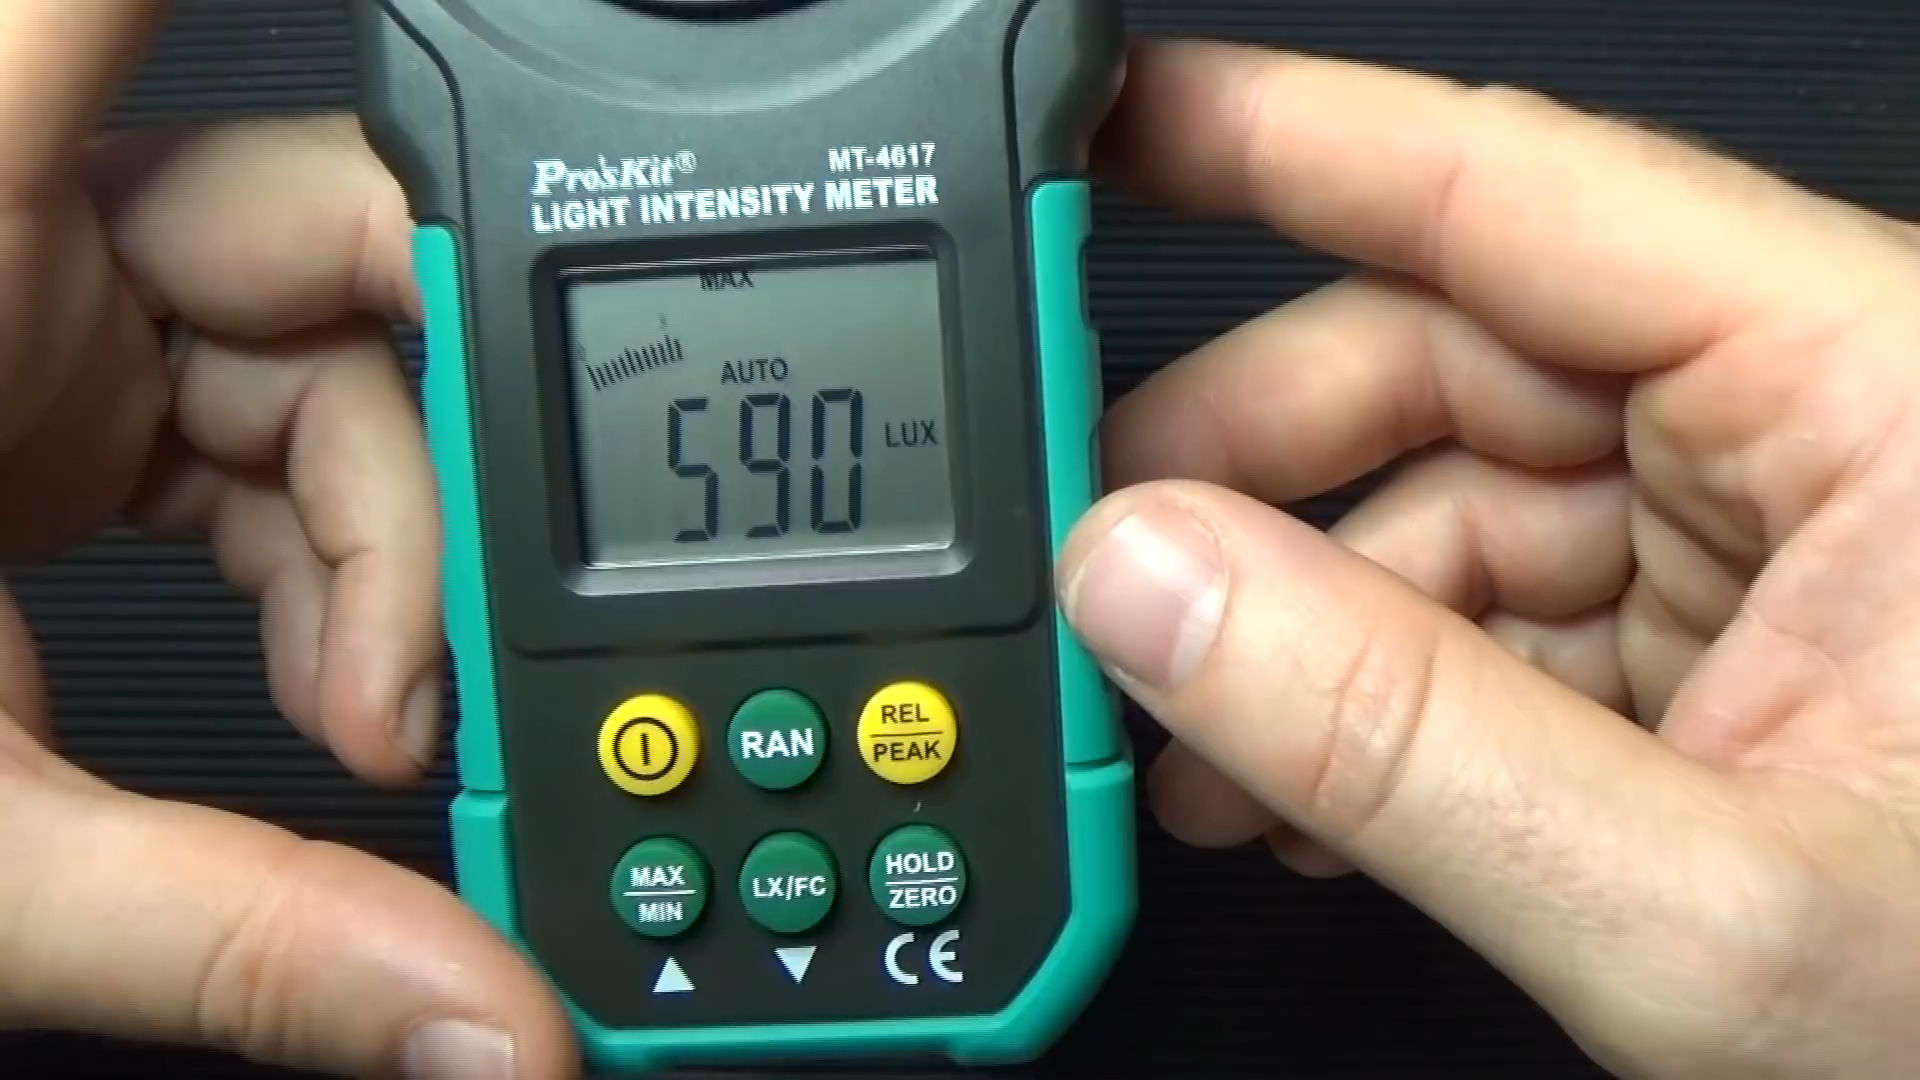 Pro'sKit®
MT-4617
LIGHT INTENSITY METER
MAX
AUTO
590 LUX
RAN
REL
PEAK
MAX
MIN
LX/FC
HOLD
ZERO
CE